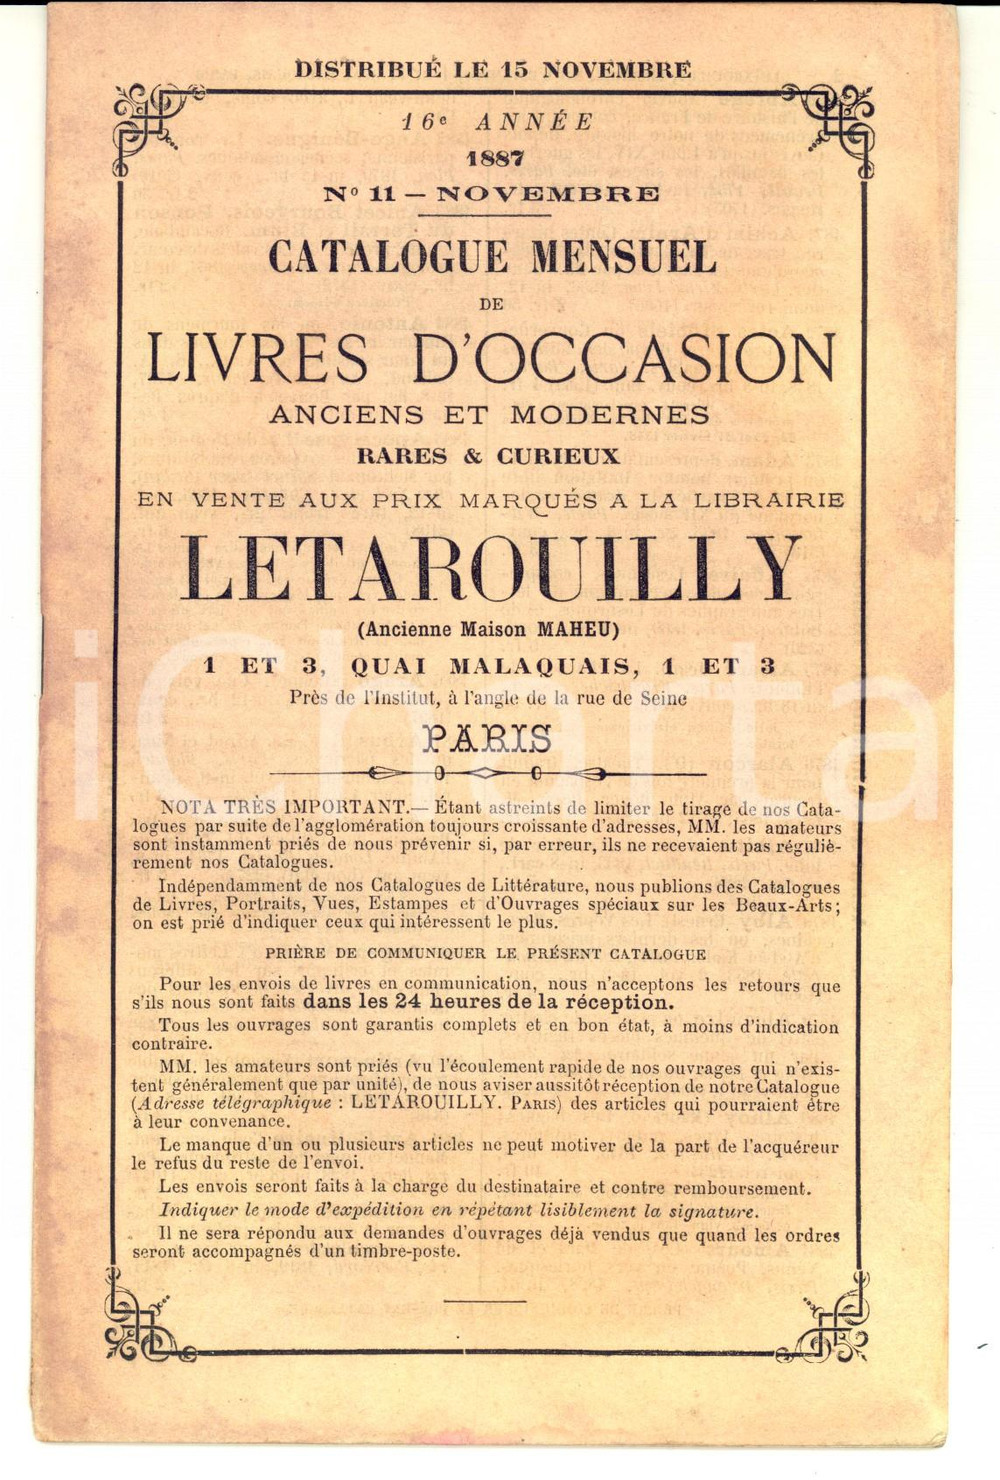 DISTRIBUÉ LE 15 NOVEMBRE
16e ANNÉE
1887
No 11 — NOVEMBRE
CATALOGUE MENSUEL
DE
LIVRES D'OCCASION
ANCIENS ET MODERNES
RARES & CURIEUX
EN VENTE AUX PRIX MARQUÉS A LA LIBRAIRIE
LETAROUILLY
(Ancienne Maison MAHEU)
1 ET 3, QUAI MALAQUAIS, 1 ET 3
Près de l'Institut, à l'angle de la rue de Seine
PARIS
iCharta
NOTA TRÈS IMPORTANT.— Étant astreints de limiter le tirage de nos Cata-
logues par suite de l'agglomération toujours croissante d'adresses, MM. les amateurs
sont instamment priés de nous prévenir si, par erreur, ils ne recevaient pas réguliè-
rement nos Catalogues.
Indépendamment de nos Catalogues de Littérature, nous publions des Catalogues
de Livres, Portraits, Vues, Estampes et d'Ouvrages spéciaux sur les Beaux-Arts;
on est prié d'indiquer ceux qui intéressent le plus.
PRIÈRE DE COMMUNIQUER LE PRÉSENT CATALOGUE
Pour les envois de livres en communication, nous n'acceptons les retours que
s'ils nous sont faits dans les 24 heures de la réception.
Tous les ouvrages sont garantis complets et en bon état, à moins d'indication
contraire.
MM. les amateurs sont priés (vu l'écoulement rapide de nos ouvrages qui n'exis-
tent généralement que par unité), de nous aviser aussitôt réception de notre Catalogue
(Adresse télégraphique : LETAROUILLY. PARIS) des articles qui pourraient être
à leur convenance.
Le manque d'un ou plusieurs articles ne peut motiver de la part de l'acquéreur
le refus du reste de l'envoi.
Les envois seront faits à la charge du destinataire et contre remboursement.
Indiquer le mode d'expédition en répétant lisiblement la signature.
Il ne sera répondu aux demandes d'ouvrages déjà vendus que quand les ordres
seront accompagnés d'un timbre-poste.